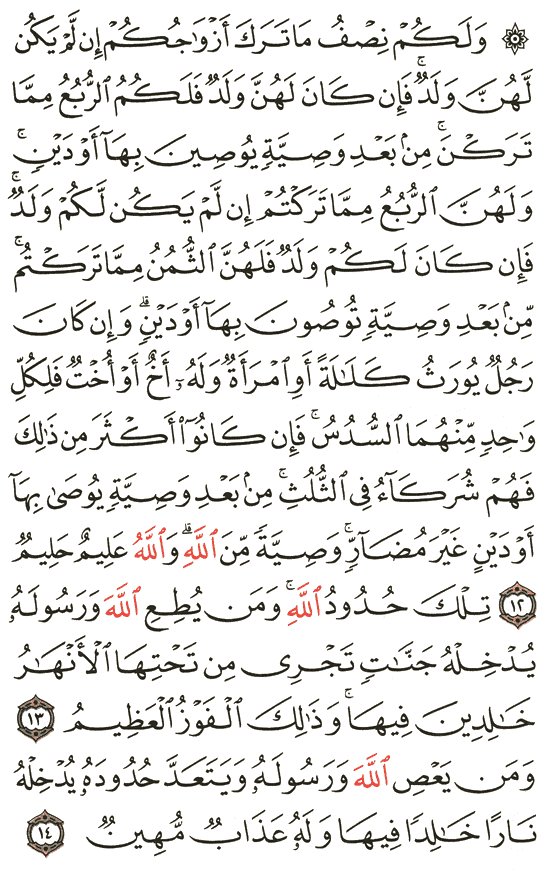 ۞ وَلَكُمْ نِصْفُ مَا تَرَكَ أَزْوَٰجُكُمْ إِن لَّمْ يَكُن
لَّهُنَّ وَلَدٌ ۚ فَإِن كَانَ لَهُنَّ وَلَدٌ فَلَكُمُ ٱلرُّبُعُ مِمَّا
تَرَكْنَ ۚ مِنۢ بَعْدِ وَصِيَّةٍ يُوصِينَ بِهَآ أَوْ دَيْنٍ ۚ
وَلَهُنَّ ٱلرُّبُعُ مِمَّا تَرَكْتُمْ إِن لَّمْ يَكُن لَّكُمْ وَلَدٌ ۚ
فَإِن كَانَ لَكُمْ وَلَدٌ فَلَهُنَّ ٱلثُّمُنُ مِمَّا تَرَكْتُم ۚ
مِّنۢ بَعْدِ وَصِيَّةٍ تُوصُونَ بِهَآ أَوْ دَيْنٍ ۗ وَإِن كَانَ
رَجُلٌ يُورَثُ كَلَٰلَةً أَوِ ٱمْرَأَةٌ وَلَهُۥٓ أَخٌ أَوْ أُخْتٌ فَلِكُلِّ
وَٰحِدٍ مِّنْهُمَا ٱلسُّدُسُ ۚ فَإِن كَانُوٓا۟ أَكْثَرَ مِن ذَٰلِكَ
فَهُمْ شُرَكَآءُ فِى ٱلثُّلُثِ ۚ مِنۢ بَعْدِ وَصِيَّةٍ يُوصَىٰ بِهَآ
أَوْ دَيْنٍ غَيْرَ مُضَآرٍّ ۚ وَصِيَّةً مِّنَ ٱللَّهِ ۗ وَٱللَّهُ عَلِيمٌ حَلِيمٌ
١٢ تِلْكَ حُدُودُ ٱللَّهِ ۚ وَمَن يُطِعِ ٱللَّهَ وَرَسُولَهُۥ
يُدْخِلْهُ جَنَّٰتٍ تَجْرِى مِن تَحْتِهَا ٱلْأَنْهَٰرُ
خَٰلِدِينَ فِيهَا ۚ وَذَٰلِكَ ٱلْفَوْزُ ٱلْعَظِيمُ ١٣
وَمَن يَعْصِ ٱللَّهَ وَرَسُولَهُۥ وَيَتَعَدَّ حُدُودَهُۥ يُدْخِلْهُ
نَارًا خَٰلِدًا فِيهَا وَلَهُۥ عَذَابٌ مُّهِينٌ ١٤